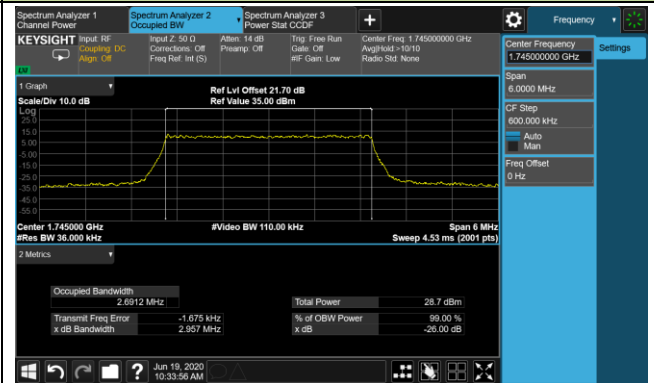 Spectrum Analyzer 1
Channel Power
Spectrum Analyzer 2
Occupied BW
Spectrum Analyzer 3
Power Stat CCDF
Frequency
KEYSIGHT
Input: RF
Coupling: DC
Align: Off
Input Z: 50 Ω
Corrections: Off
Freq Ref: Int (S)
Atten: 14 dB
Preamp: Off
Trig: Free Run
Gate: Off
#IF Gain: Low
Center Freq: 1.745000000 GHz
Avg|Hold:>10/10
Radio Std: None
Center Frequency
1.745000000 GHz
Settings
Span
6.0000 MHz
CF Step
600.000 kHz
Auto
Man
Freq Offset
0 Hz
1 Graph
Scale/Div 10.0 dB
Ref Lvl Offset 21.70 dB
Ref Value 35.00 dBm
Log
25.0
15.0
5.00
-5.00
-15.0
-25.0
-35.0
-45.0
-55.0
Center 1.745000 GHz
#Res BW 36.000 kHz
#Video BW 110.00 kHz
Span 6 MHz
Sweep 4.53 ms (2001 pts)
2 Metrics
Occupied Bandwidth
2.6912 MHz
Total Power 28.7 dBm
Transmit Freq Error -1.675 kHz
% of OBW Power 99.00 %
x dB Bandwidth 2.957 MHz
x dB -26.00 dB
?
Jun 19, 2020
10:33:56 AM